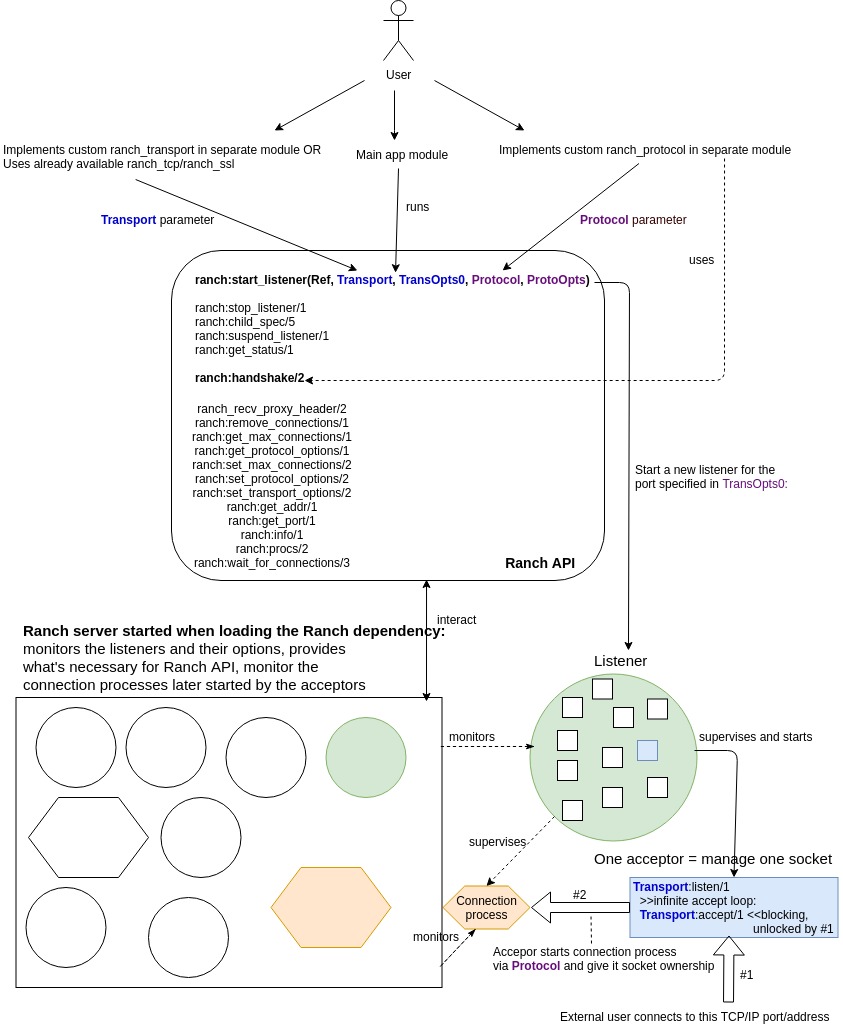 User
Implements custom ranch_transport in separate module OR
Uses already available ranch_tcp/ranch_ssl
Main app module
Implements custom ranch_protocol in separate module
runs
Transport parameter
Protocol parameter
uses
ranch:start_listener(Ref, Transport, TransOpts0, Protocol, ProtoOpts)
ranch:stop_listener/1
ranch:child_spec/5
ranch:suspend_listener/1
ranch:get_status/1
ranch:handshake/2
ranch_recv_proxy_header/2
ranch:remove_connections/1
ranch:get_max_connections/1
ranch:get_protocol_options/1
ranch:set_max_connections/2
ranch:set_protocol_options/2
ranch:set_transport_options/2
ranch:get_addr/1
ranch:get_port/1
ranch:info/1
ranch:procs/2
ranch:wait_for_connections/3
Ranch API
Start a new listener for the
port specified in TransOpts0:
interact
Ranch server started when loading the Ranch dependency:
monitors the listeners and their options, provides
what's necessary for Ranch API, monitor the
connection processes later started by the acceptors
Listener
monitors
supervises and starts
supervises
One acceptor = manage one socket
Transport:listen/1
>>infinite accept loop:
Transport:accept/1 <<blocking,
unlocked by #1
#2
Connection
process
monitors
Accepor starts connection process
via Protocol and give it socket ownership
#1
External user connects to this TCP/IP port/address